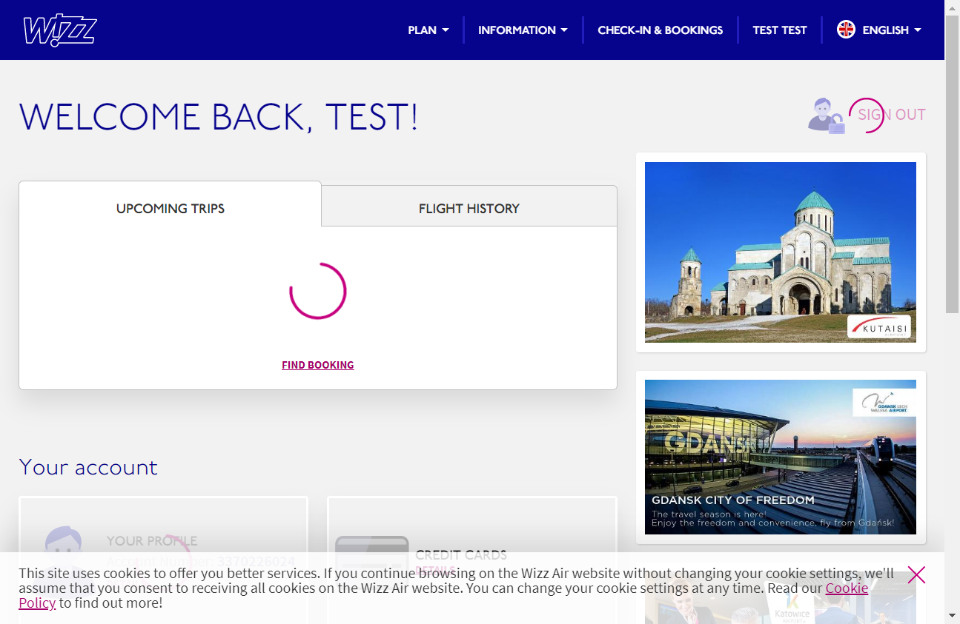 WIZZ
PLAN
INFORMATION
CHECK-IN & BOOKINGS
TEST TEST
ENGLISH
WELCOME BACK, TEST!
SIGN OUT
UPCOMING TRIPS
FLIGHT HISTORY
FIND BOOKING
KUTAISI
GDANSK
GDANSK CITY OF FREEDOM
The travel season is here!
Enjoy the freedom and convenience, fly from Gdańsk!
Your account
YOUR PROFILE
CREDIT CARDS
DETAILS
This site uses cookies to offer you better services. If you continue browsing on the Wizz Air website without changing your cookie settings, we'll
assume that you consent to receiving all cookies on the Wizz Air website. You can change your cookie settings at any time. Read our Cookie
Policy to find out more!
Katowice